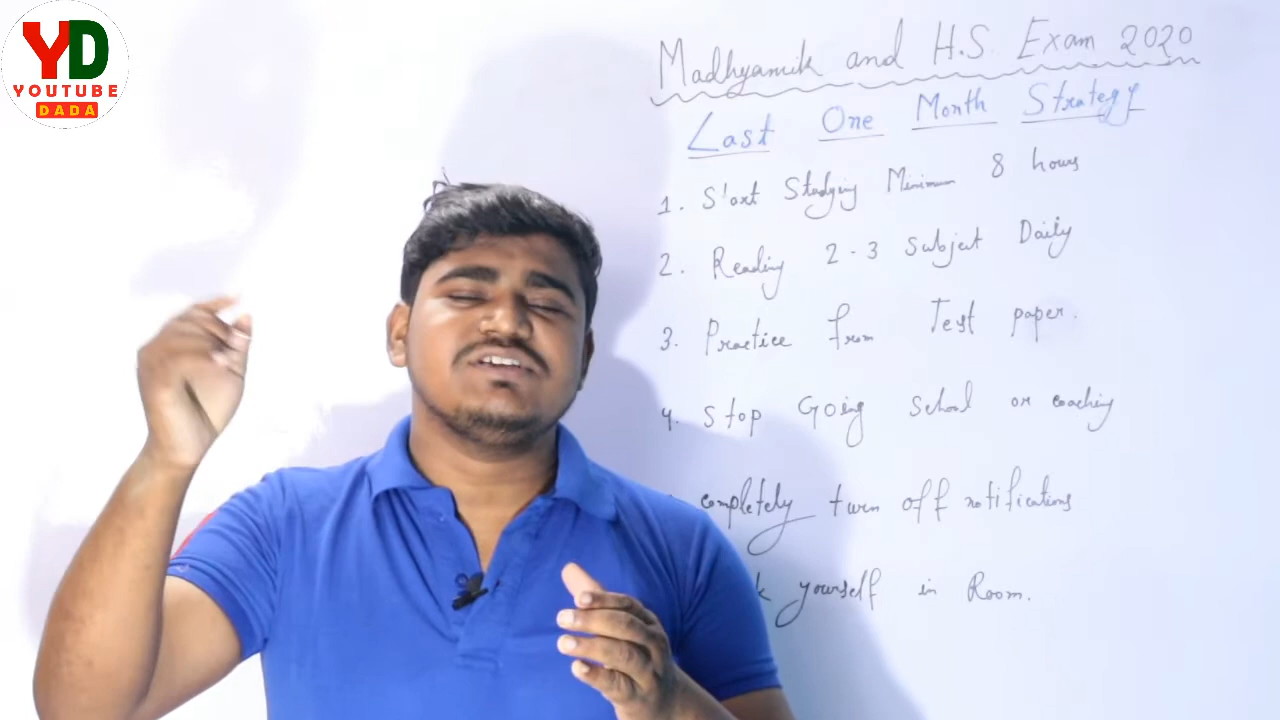 YD
YOUTUBE
DADA
Madhyamik and H.S. Exam 2020
Last One Month Strategy
1. Start Studying Minimum 8 hours
2. Reading 2-3 Subject Daily
3. Practice from Test paper.
4. Stop Going School or coaching
completely turn off notifications
yourself in Room.